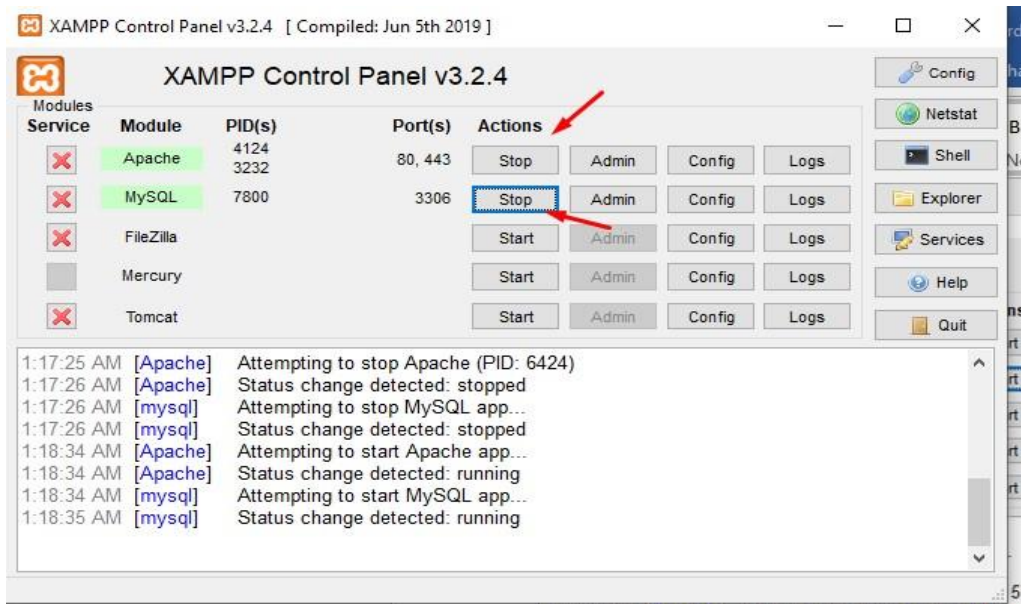 XAMPP Control Panel v3.2.4 [ Compiled: Jun 5th 2019 ]
XAMPP Control Panel v3.2.4
Config
Modules
Netstat
Service Module PID(s) Port(s) Actions
Apache 4124 3232 80, 443 Stop Admin Config Logs
Shell
MySQL 7800 3306 Stop Admin Config Logs
Explorer
FileZilla Start Admin Config Logs
Services
Mercury Start Admin Config Logs
Help
Tomcat Start Admin Config Logs
Quit
1:17:25 AM [Apache] Attempting to stop Apache (PID: 6424)
1:17:26 AM [Apache] Status change detected: stopped
1:17:26 AM [mysql] Attempting to stop MySQL app...
1:17:26 AM [mysql] Status change detected: stopped
1:18:34 AM [Apache] Attempting to start Apache app...
1:18:34 AM [Apache] Status change detected: running
1:18:34 AM [mysql] Attempting to start MySQL app...
1:18:35 AM [mysql] Status change detected: running